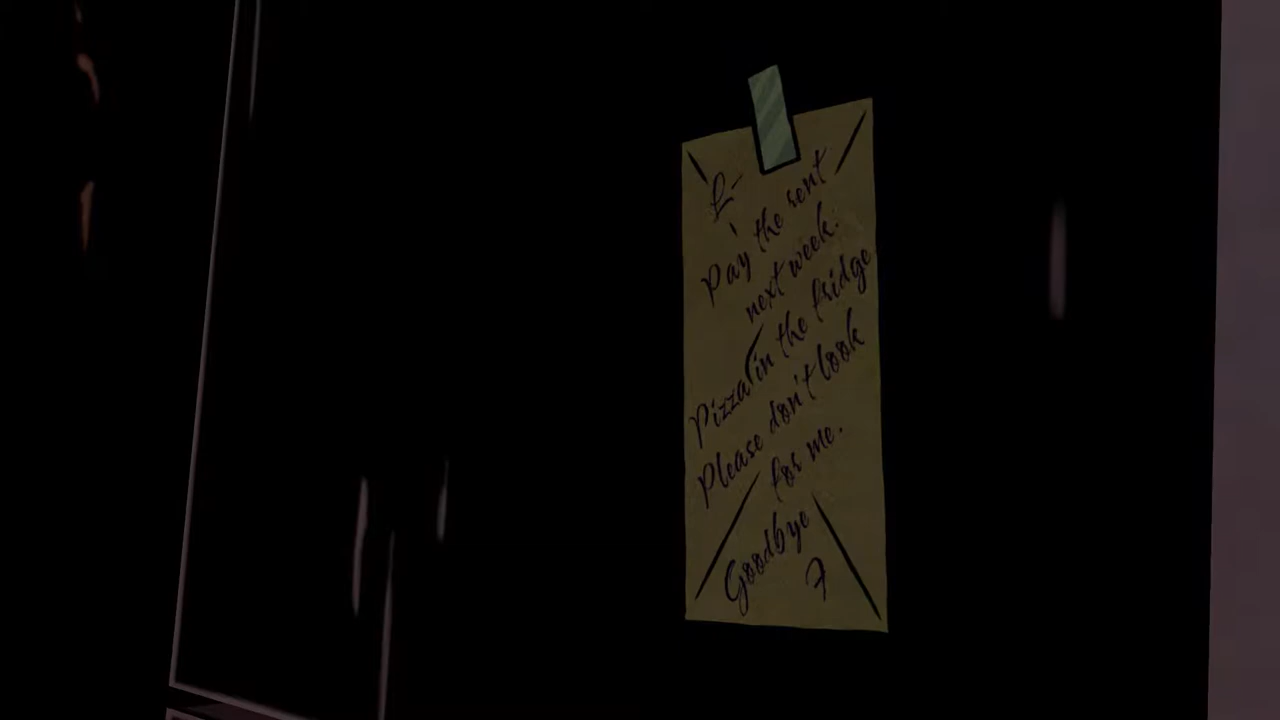 E-
Pay the rent
next week.
Pizza in the fridge
Please don't look
for me.
Goodbye
F